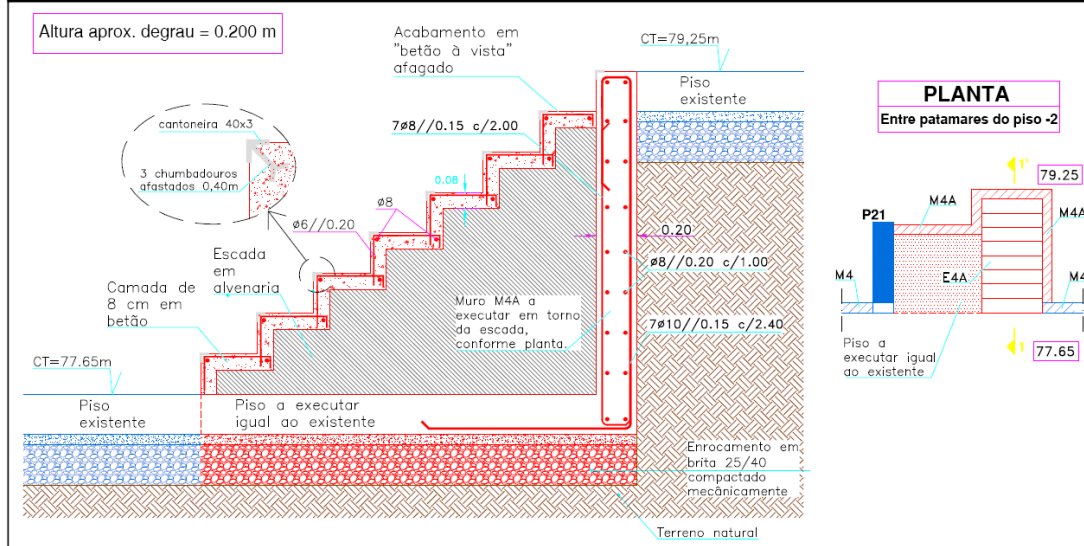 Altura aprox. degrau = 0.200 m
Acabamento em
"betão à vista"
afagado
CT=79,25m
Piso
existente
cantoneira 40x3
3 chumbadouros
afastados 0,40m
7ø8//0.15 c/2.00
0.08
ø8
ø6//0.20
0.20
Escada
em
alvenaria
ø8//0.20 c/1.00
Camada de
8 cm em
betão
Muro M4A a
executar em torno
da escada,
conforme planta.
7ø10//0.15 c/2.40
CT=77.65m
Piso
existente
Piso a executar
igual ao existente
Enrocamento em
brita 25/40
compactado
mecânicamente
Terreno natural
PLANTA
Entre patamares do piso -2
1'
79.25
M4A
P21
M4A
M4
E4A
M4
Piso a
executar igual
ao existente
1
77.65